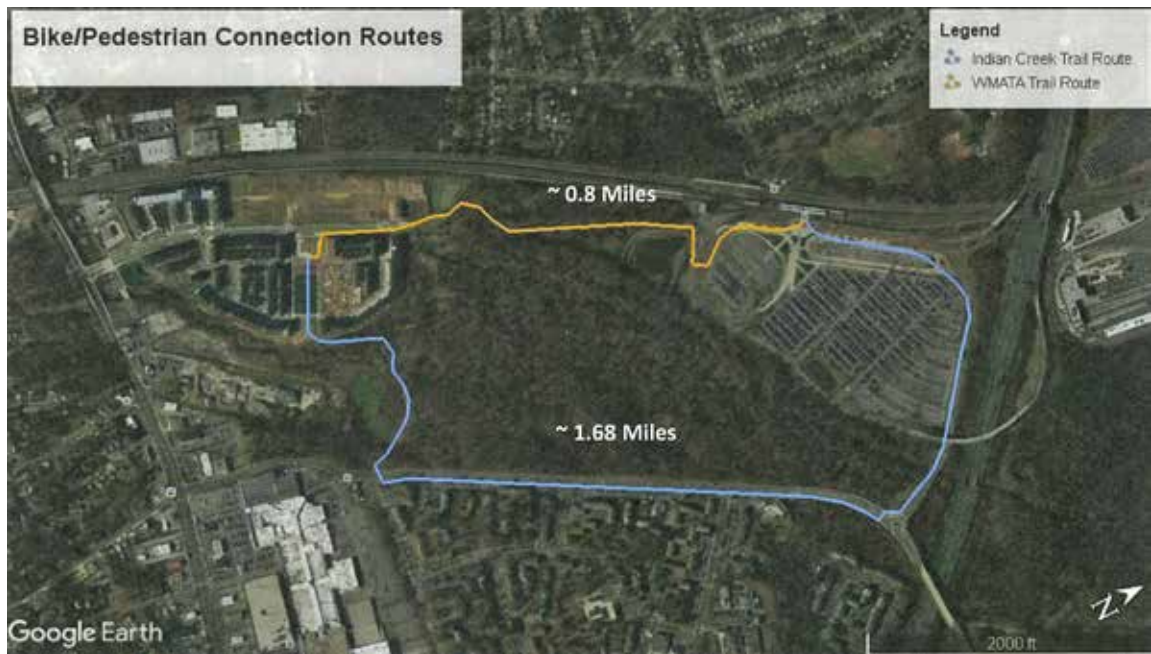 Bike/Pedestrian Connection Routes
Legend
Indian Creek Trail Route
WMATA Trail Route
~ 0.8 Miles
~ 1.68 Miles
N
Google Earth
2000 ft